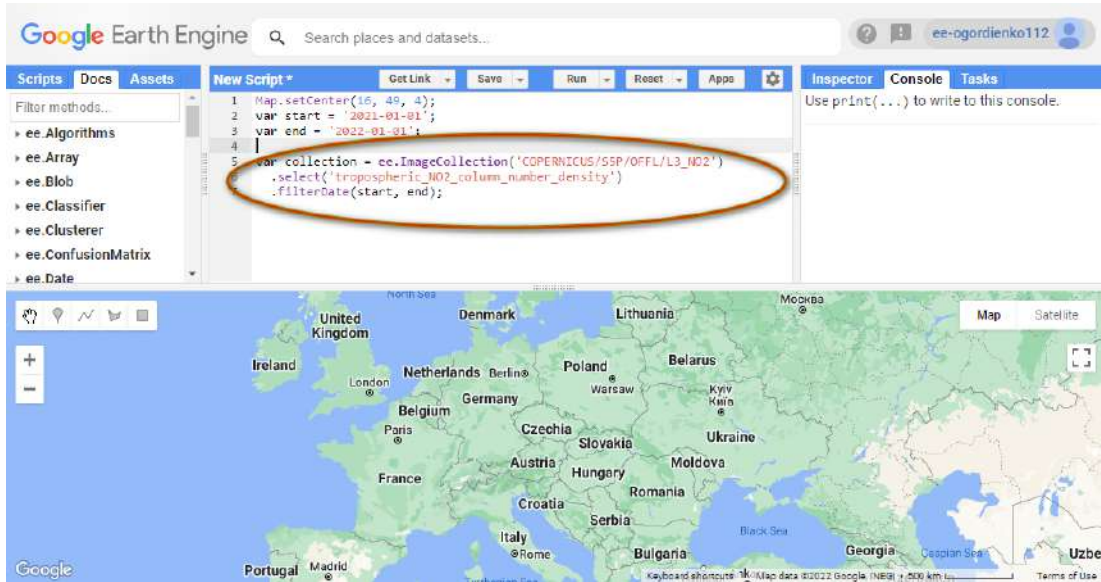 Google Earth Engine
Search places and datasets...
ee-ogordienko112
Scripts Docs Assets
Filter methods...
ee.Algorithms
ee.Array
ee.Blob
ee.Classifier
ee.Clusterer
ee.ConfusionMatrix
ee.Date
New Script *
Get Link Save Run Reset Apps
1 Map.setCenter(16, 49, 4);
2 var start = '2021-01-01';
3 var end = '2022-01-01';
4
5 var collection = ee.ImageCollection('COPERNICUS/S5P/OFFL/L3_NO2')
.select('tropospheric_NO2_column_number_density')
.filterDate(start, end);
Inspector Console Tasks
Use print(...) to write to this console.
North Sea
United Kingdom
Denmark
Lithuania
Москва
Map Satellite
Ireland
London
Netherlands
Berlin
Poland
Warsaw
Belarus
Belgium
Germany
Kyiv
Київ
Paris
Czechia
Slovakia
Ukraine
France
Austria
Hungary
Moldova
Croatia
Romania
Serbia
Italy
Rome
Black Sea
Bulgaria
Georgia
Caspian Sea
Uzbe
Google
Portugal
Madrid
Tyrrhenian Sea
Keyboard shortcuts
Map data ©2022 Google, INEGI
500 km
Terms of Use